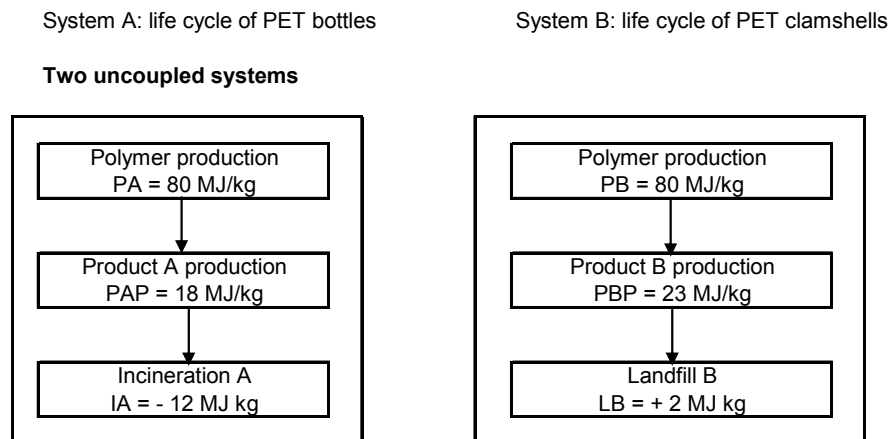 System A: life cycle of PET bottles
System B: life cycle of PET clamshells
Two uncoupled systems
Polymer production
PA = 80 MJ/kg
Product A production
PAP = 18 MJ/kg
Incineration A
IA = - 12 MJ kg
Polymer production
PB = 80 MJ/kg
Product B production
PBP = 23 MJ/kg
Landfill B
LB = + 2 MJ kg